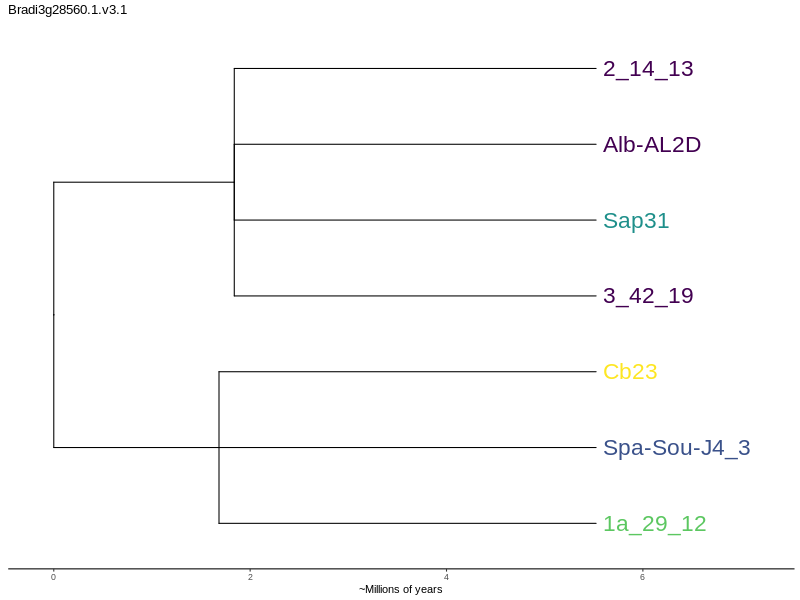 Bradi3g28560.1.v3.1
2_14_13
Alb-AL2D
Sap31
3_42_19
Cb23
Spa-Sou-J4_3
1a_29_12
0 2 4 6
~Millions of years